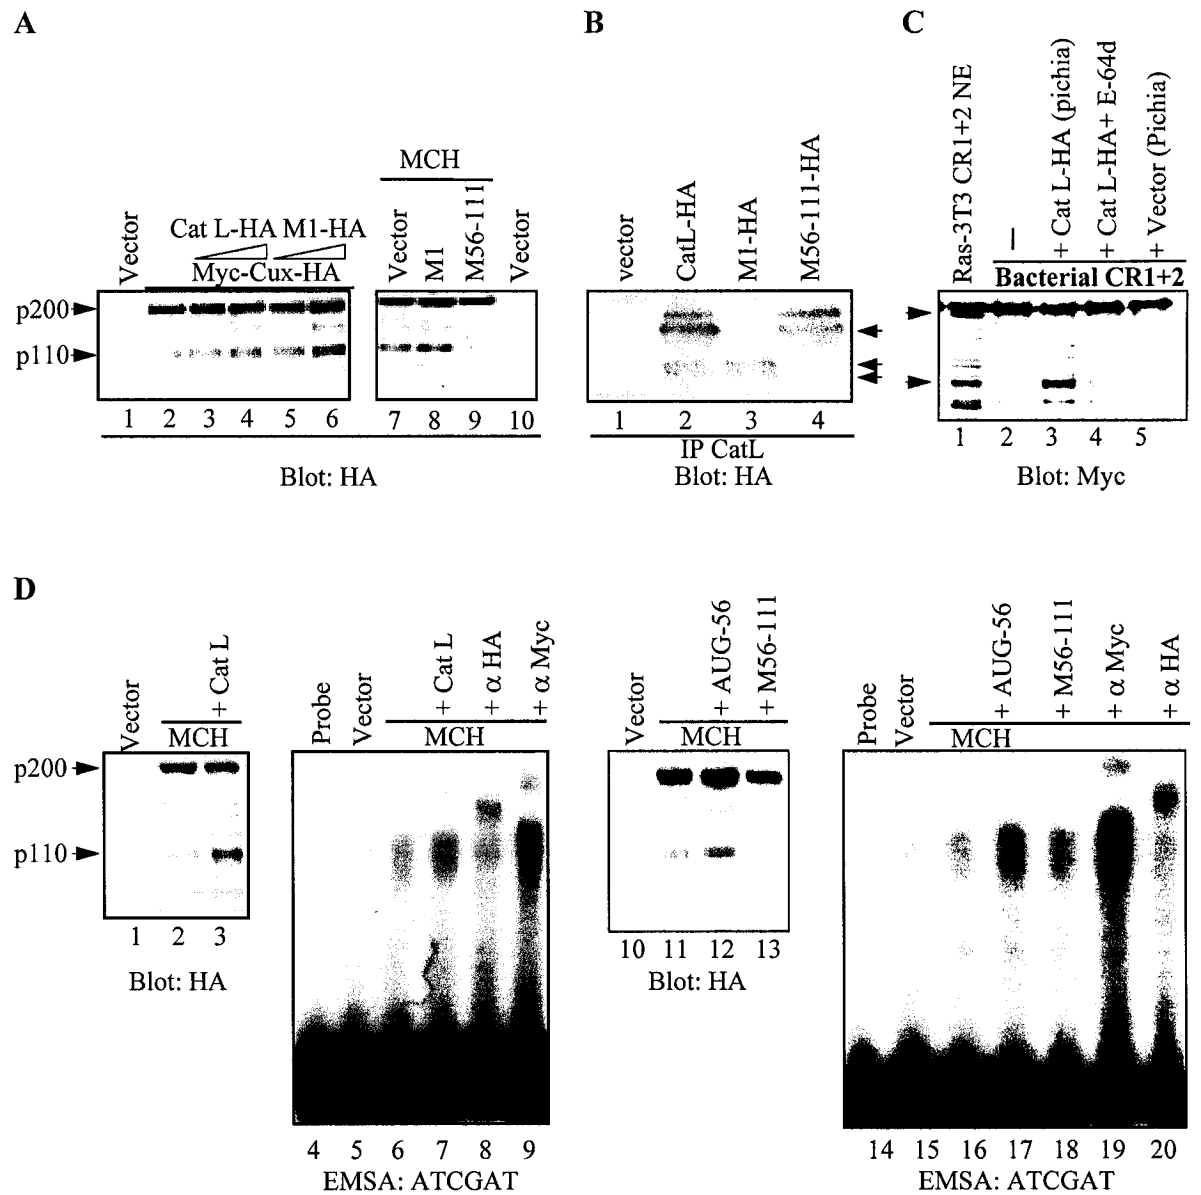 A
Vector
Cat L-HA M1-HA
Myc-Cux-HA
MCH
Vector
M1
M56-111
Vector
p200
p110
1 2 3 4 5 6 7 8 9 10
Blot: HA
B
vector
CatL-HA
M1-HA
M56-111-HA
1 2 3 4
IP CatL
Blot: HA
C
Ras-3T3 CR1+2 NE
–
+ Cat L-HA (pichia)
+ Cat L-HA+ E-64d
+ Vector (Pichia)
Bacterial CR1+2
1 2 3 4 5
Blot: Myc
D
Vector
+ Cat L
MCH
p200
p110
1 2 3
Blot: HA
Probe
Vector
+ Cat L
+ α HA
+ α Myc
MCH
4 5 6 7 8 9
EMSA: ATCGAT
Vector
+ AUG-56
+ M56-111
MCH
10 11 12 13
Blot: HA
Probe
Vector
+ AUG-56
+ M56-111
+ α Myc
+ α HA
MCH
14 15 16 17 18 19 20
EMSA: ATCGAT